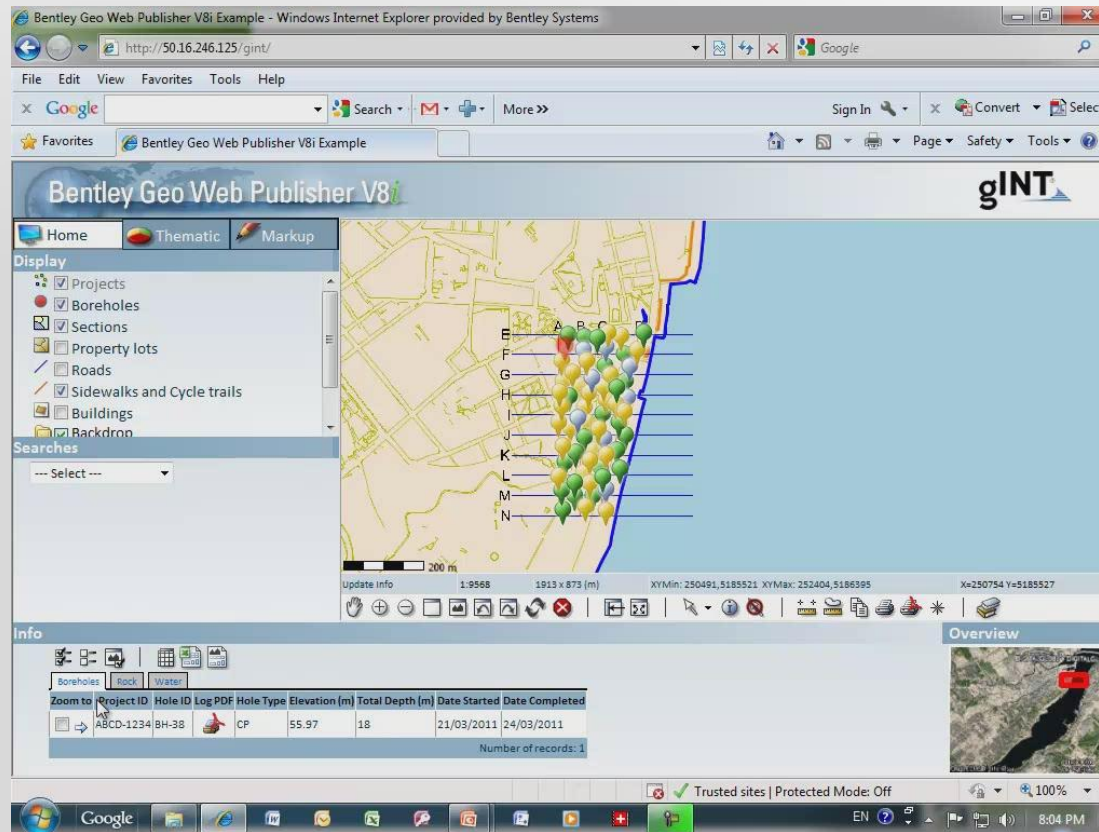 Bentley Geo Web Publisher V8i Example - Windows Internet Explorer provided by Bentley Systems
http://50.16.246.125/gint/
Google
File Edit View Favorites Tools Help
x Google Search More >> Sign In x Convert Selec
Favorites Bentley Geo Web Publisher V8i Example Page Safety Tools
Bentley Geo Web Publisher V8i
gINT
Home Thematic Markup
Display
Projects
Boreholes
Sections
Property lots
Roads
Sidewalks and Cycle trails
Buildings
Backdrop
Searches
--- Select ---
A B C D
E
F
G
H
I
J
K
L
M
N
200 m
Update Info 1:9568 1913 x 873 (m) XYMin: 250491,5185521 XYMax: 252404,5186395 X=250754 Y=5185527
Info
Overview
Boreholes Rock Water
Zoom to Project ID Hole ID Log PDF Hole Type Elevation (m) Total Depth (m) Date Started Date Completed
ABCD-1234 BH-38 CP 55.97 18 21/03/2011 24/03/2011
Number of records: 1
Trusted sites | Protected Mode: Off 100%
Google EN 8:04 PM